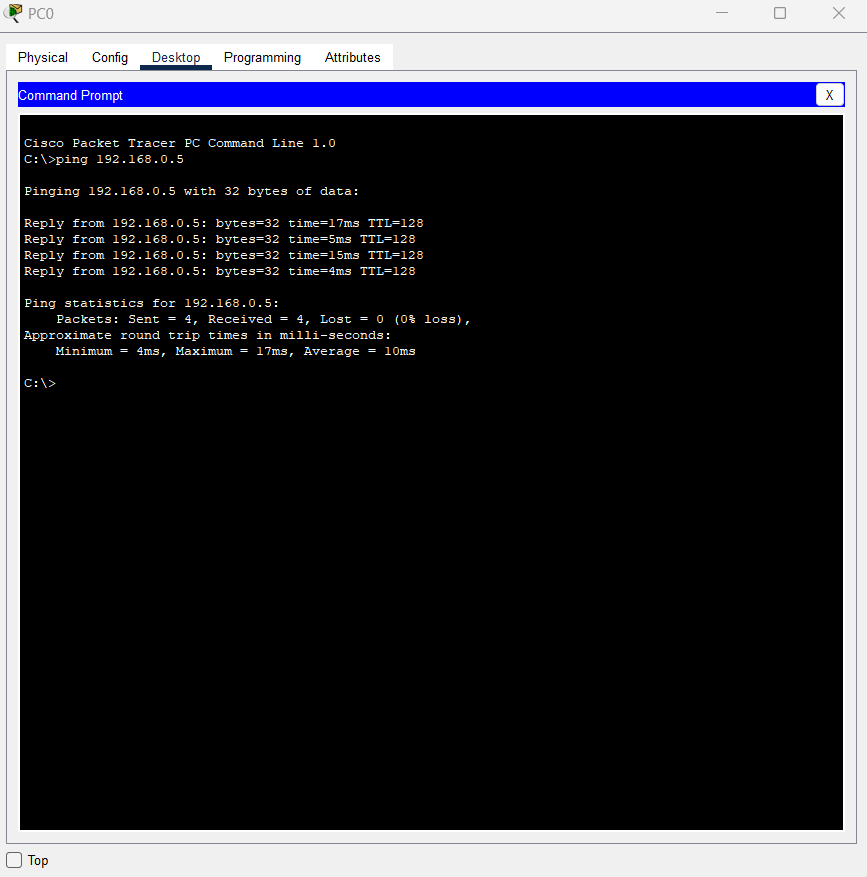 PC0
Physical Config Desktop Programming Attributes
Command Prompt X
Cisco Packet Tracer PC Command Line 1.0
C:\>ping 192.168.0.5
Pinging 192.168.0.5 with 32 bytes of data:
Reply from 192.168.0.5: bytes=32 time=17ms TTL=128
Reply from 192.168.0.5: bytes=32 time=5ms TTL=128
Reply from 192.168.0.5: bytes=32 time=15ms TTL=128
Reply from 192.168.0.5: bytes=32 time=4ms TTL=128
Ping statistics for 192.168.0.5:
Packets: Sent = 4, Received = 4, Lost = 0 (0% loss),
Approximate round trip times in milli-seconds:
Minimum = 4ms, Maximum = 17ms, Average = 10ms
C:\>
Top